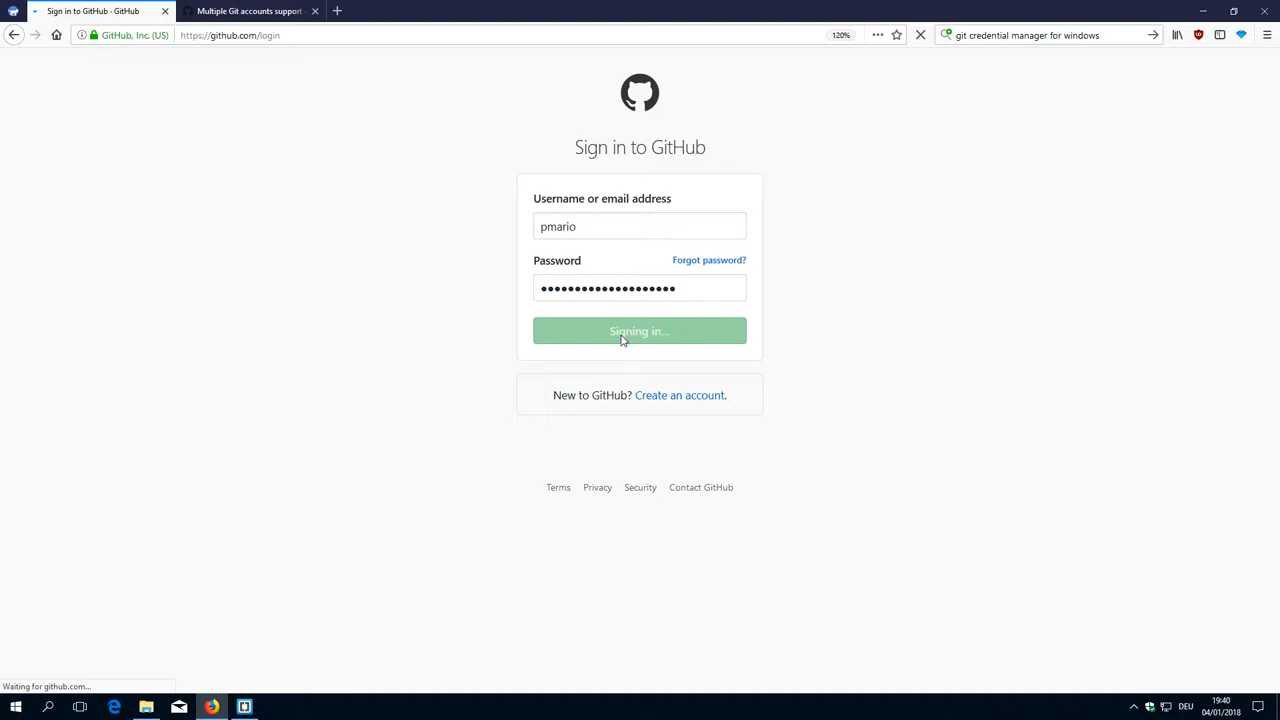 Sign in to GitHub · GitHub
Multiple Git accounts support
GitHub, Inc. (US)
https://github.com/login
120%
git credential manager for windows
Sign in to GitHub
Username or email address
pmario
Password
Forgot password?
Signing in...
New to GitHub? Create an account.
Terms
Privacy
Security
Contact GitHub
Waiting for github.com...
DEU
19:40
04/01/2018